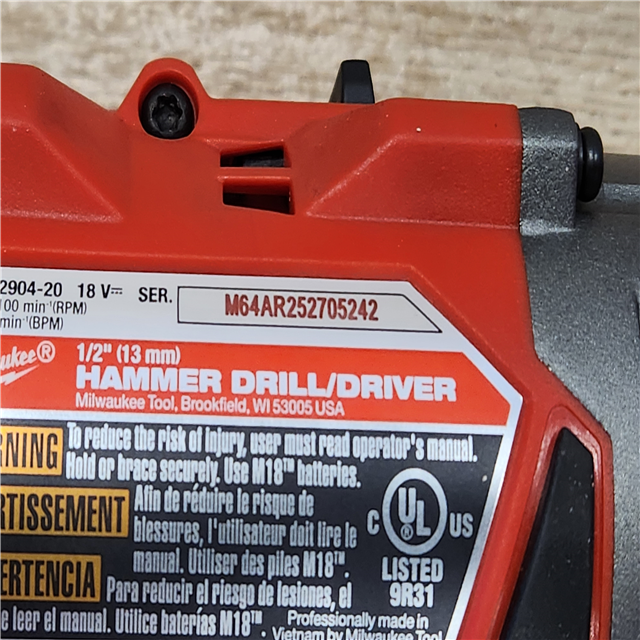 2904-20 18 V⎓ SER. M64AR252705242
100 min⁻¹(RPM)
min⁻¹(BPM)
1/2" (13 mm)
HAMMER DRILL/DRIVER
Milwaukee Tool, Brookfield, WI 53005 USA
To reduce the risk of injury, user must read operator's manual.
Hold or brace securely. Use M18™ batteries.
Afin de réduire le risque de
blessures, l'utilisateur doit lire le
manual. Utiliser des piles M18™.
Para reducir el riesgo de lesiones, el
leer el manual. Utilice baterías M18™
C UL® US
LISTED
9R31
Professionally made in
Vietnam by Milwaukee Tool